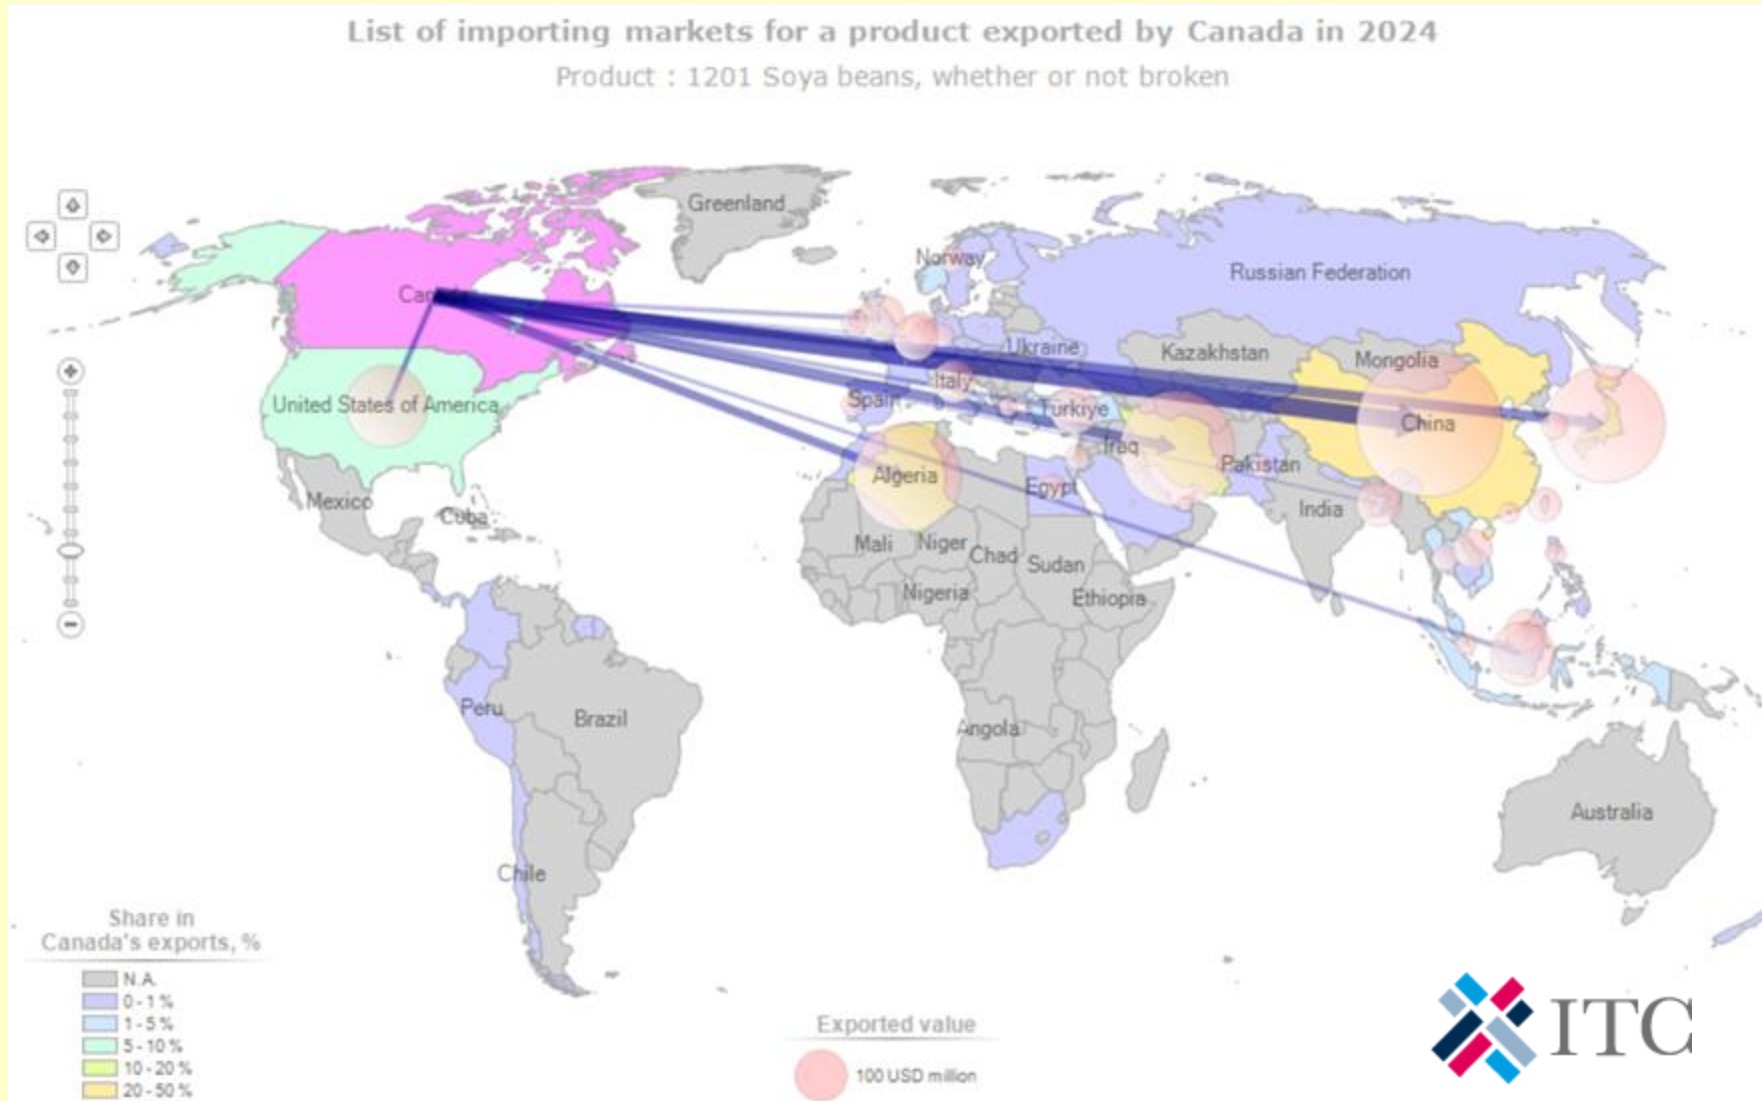 List of importing markets for a product exported by Canada in 2024
Product : 1201 Soya beans, whether or not broken
Greenland
Norway
Russian Federation
Canada
Ukraine
Kazakhstan
Mongolia
Italy
United States of America
Spain
Türkiye
China
Iraq
Pakistan
Algeria
Egypt
Mexico
India
Cuba
Mali
Niger
Chad
Sudan
Nigeria
Ethiopia
Peru
Brazil
Angola
Australia
Chile
Share in
Canada's exports, %
N.A.
0 - 1 %
1 - 5 %
5 - 10 %
10 - 20 %
20 - 50 %
Exported value
100 USD million
ITC